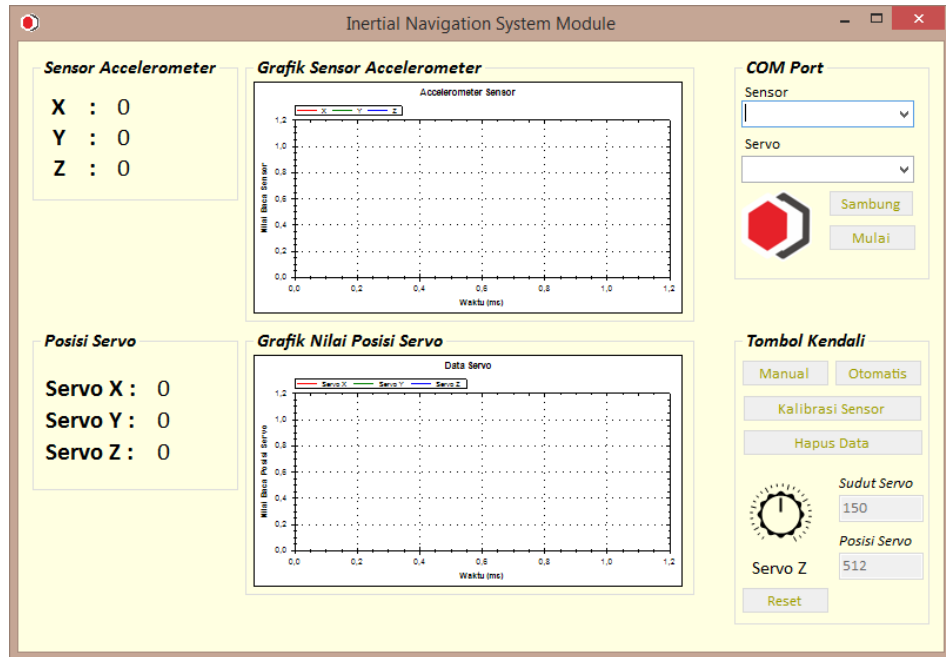 Inertial Navigation System Module
Sensor Accelerometer
X : 0
Y : 0
Z : 0
Grafik Sensor Accelerometer
Accelerometer Sensor
X Y Z
Nilai Baca Sensor
1,2
1,0
0,8
0,6
0,4
0,2
0,0
0,0 0,2 0,4 0,6 0,8 1,0 1,2
Waktu (ms)
COM Port
Sensor
Servo
Sambung
Mulai
Posisi Servo
Servo X : 0
Servo Y : 0
Servo Z : 0
Grafik Nilai Posisi Servo
Data Servo
Servo X Servo Y Servo Z
Nilai Baca Posisi Servo
1,2
1,0
0,8
0,6
0,4
0,2
0,0
0,0 0,2 0,4 0,6 0,8 1,0 1,2
Waktu (ms)
Tombol Kendali
Manual Otomatis
Kalibrasi Sensor
Hapus Data
Sudut Servo
150
Posisi Servo
512
Servo Z
Reset